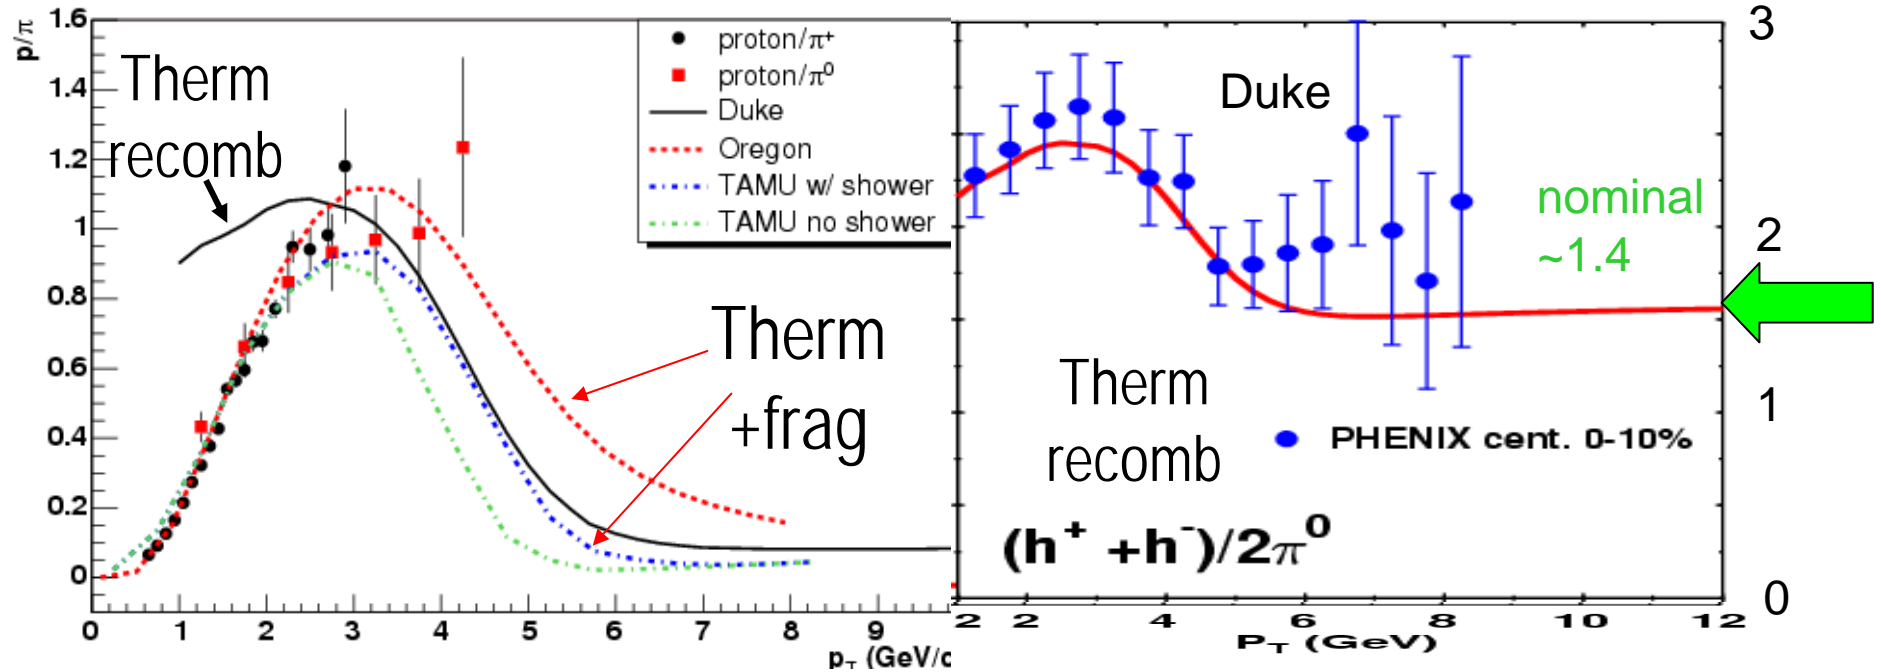 p/π
1.6
1.4
1.2
1
0.8
0.6
0.4
0.2
0
0 1 2 3 4 5 6 7 8 9
p_T (GeV/c
Therm
recomb
proton/π⁺
proton/π⁰
Duke
Oregon
TAMU w/ shower
TAMU no shower
Therm
+frag
Duke
nominal
~1.4
Therm
recomb
PHENIX cent. 0-10%
(h⁺ +h⁻)/2π⁰
3
2
1
0
2 2 4 6 8 10 12
P_T (GeV)